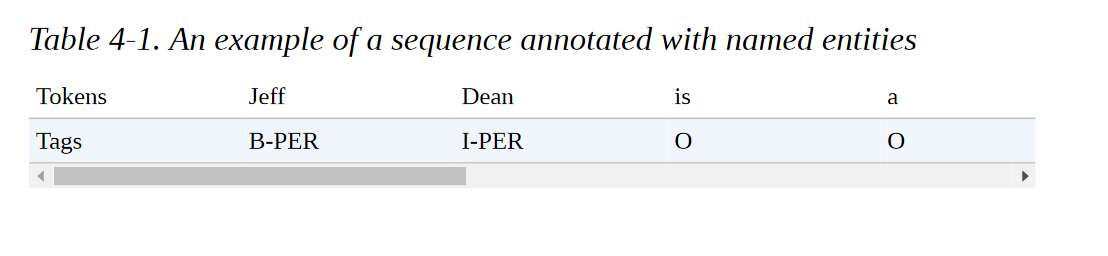 Table 4-1. An example of a sequence annotated with named entities
Tokens Jeff Dean is a
Tags B-PER I-PER O O